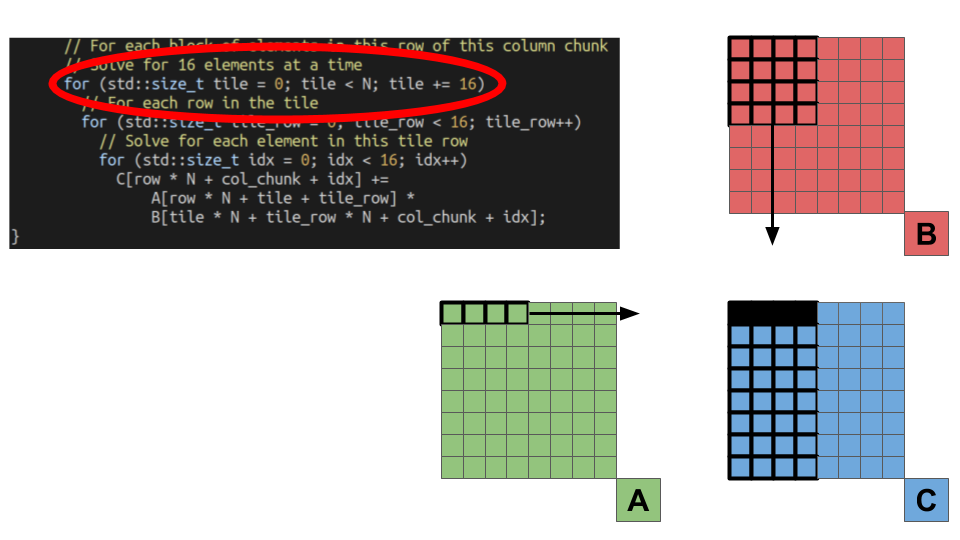 // For each block of elements in this row of this column chunk
// Solve for 16 elements at a time
for (std::size_t tile = 0; tile < N; tile += 16)
// For each row in the tile
for (std::size_t tile_row = 0; tile_row < 16; tile_row++)
// Solve for each element in this tile row
for (std::size_t idx = 0; idx < 16; idx++)
C[row * N + col_chunk + idx] +=
A[row * N + tile + tile_row] *
B[tile * N + tile_row * N + col_chunk + idx];
}
B
A
C